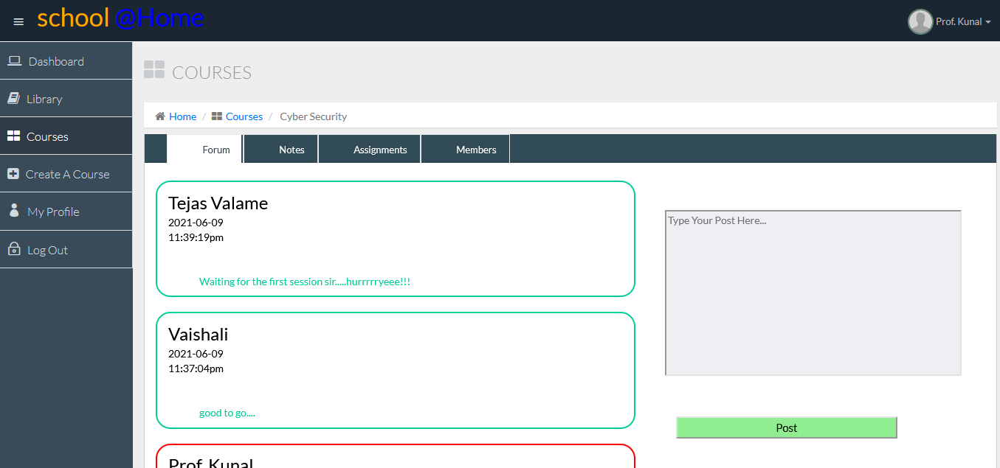 school @Home
Prof. Kunal
Dashboard
Library
Courses
Create A Course
My Profile
Log Out
COURSES
Home / Courses / Cyber Security
Forum
Notes
Assignments
Members
Tejas Valame
2021-06-09
11:39:19pm
Waiting for the first session sir.....hurrrrryeee!!!
Vaishali
2021-06-09
11:37:04pm
good to go....
Prof. Kunal
Type Your Post Here...
Post